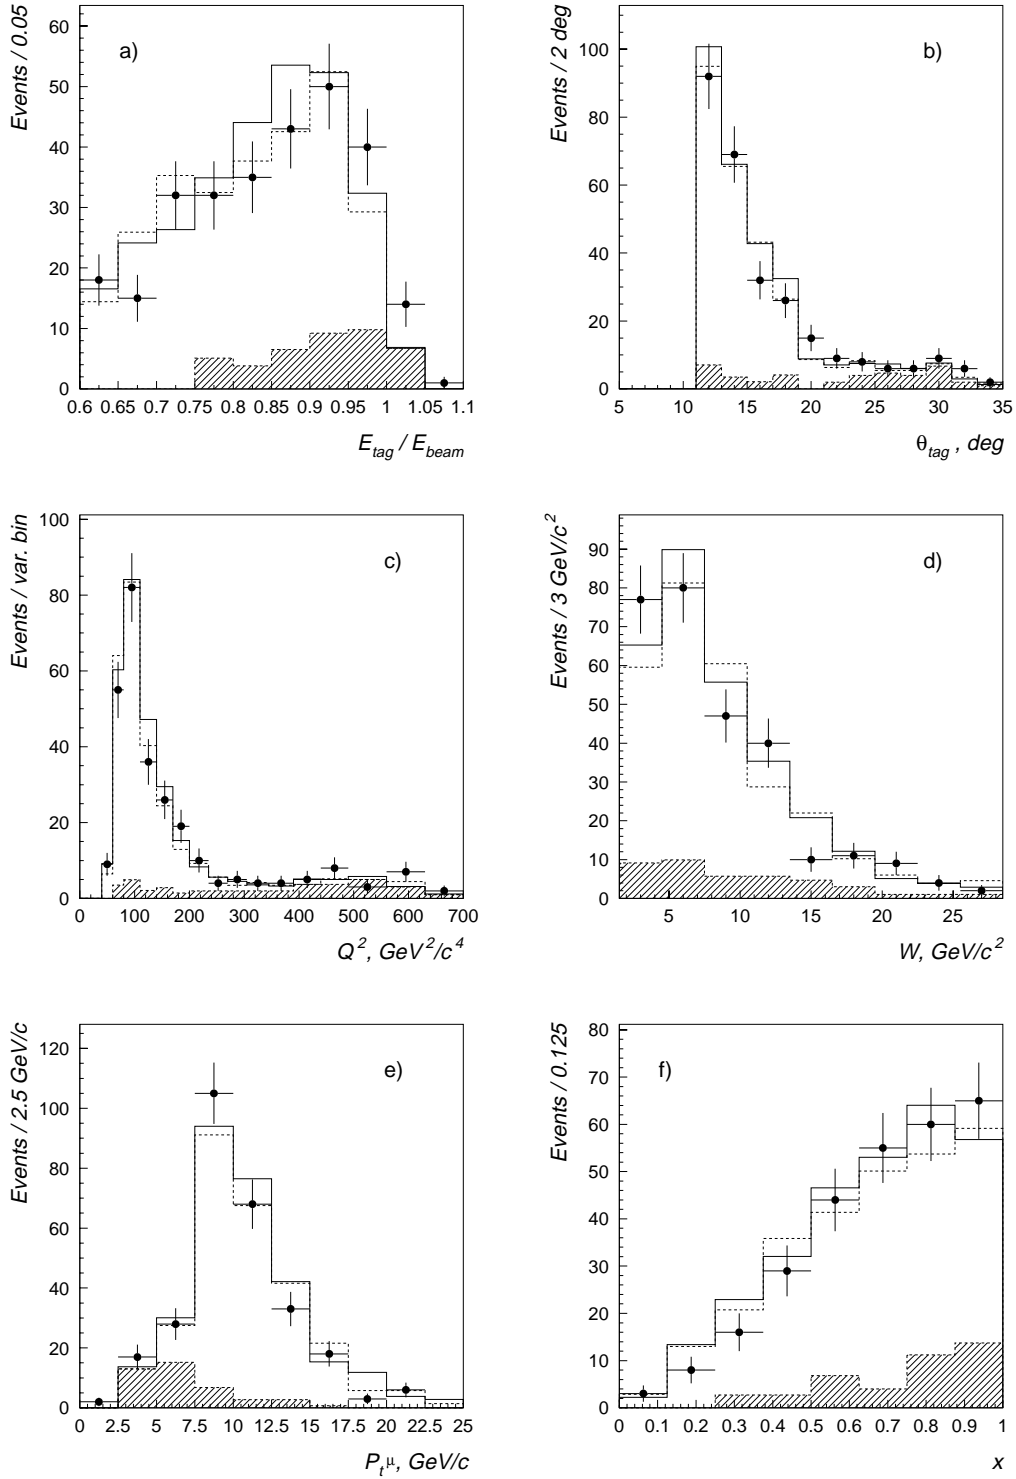 Events / 0.05
a)
60
50
40
30
20
10
0
0.6 0.65 0.7 0.75 0.8 0.85 0.9 0.95 1 1.05 1.1
E_tag / E_beam
Events / 2 deg
b)
100
80
60
40
20
0
5 10 15 20 25 30 35
θ_tag , deg
Events / var. bin
c)
100
80
60
40
20
0
0 100 200 300 400 500 600 700
Q², GeV²/c⁴
Events / 3 GeV/c²
d)
90
80
70
60
50
40
30
20
10
0
5 10 15 20 25
W, GeV/c²
Events / 2.5 GeV/c
e)
120
100
80
60
40
20
0
0 2.5 5 7.5 10 12.5 15 17.5 20 22.5 25
P_t^μ, GeV/c
Events / 0.125
f)
80
70
60
50
40
30
20
10
0
0 0.1 0.2 0.3 0.4 0.5 0.6 0.7 0.8 0.9 1
x